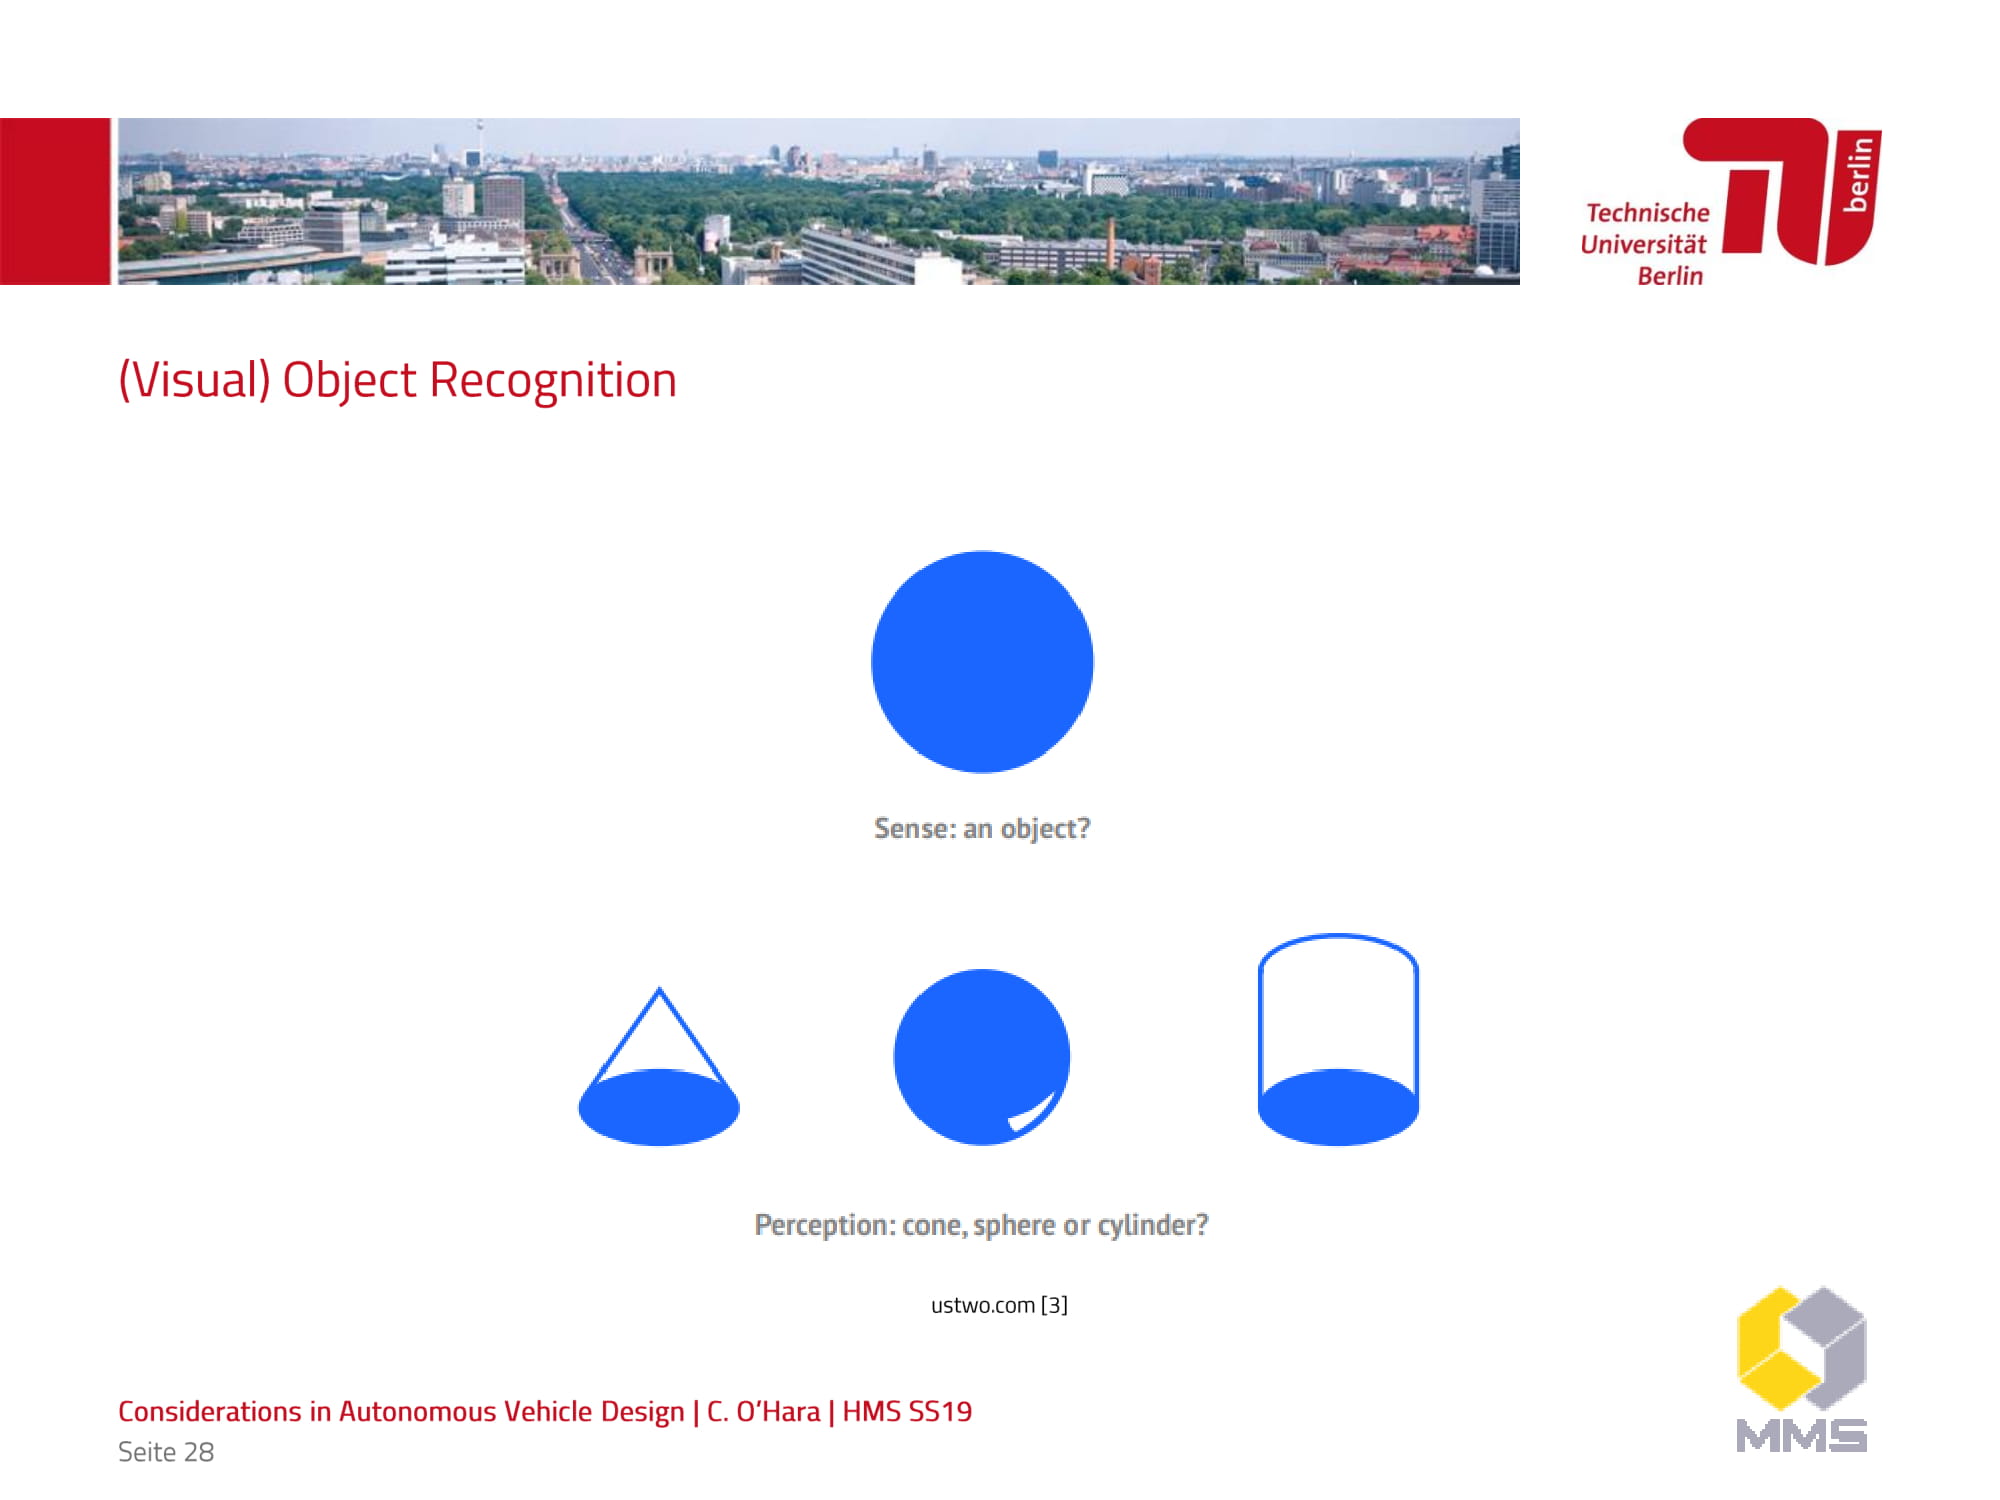 Technische
Universität
Berlin
berlin
(Visual) Object Recognition
Sense: an object?
Perception: cone, sphere or cylinder?
ustwo.com [3]
Considerations in Autonomous Vehicle Design | C. O’Hara | HMS SS19
Seite 28
MMS